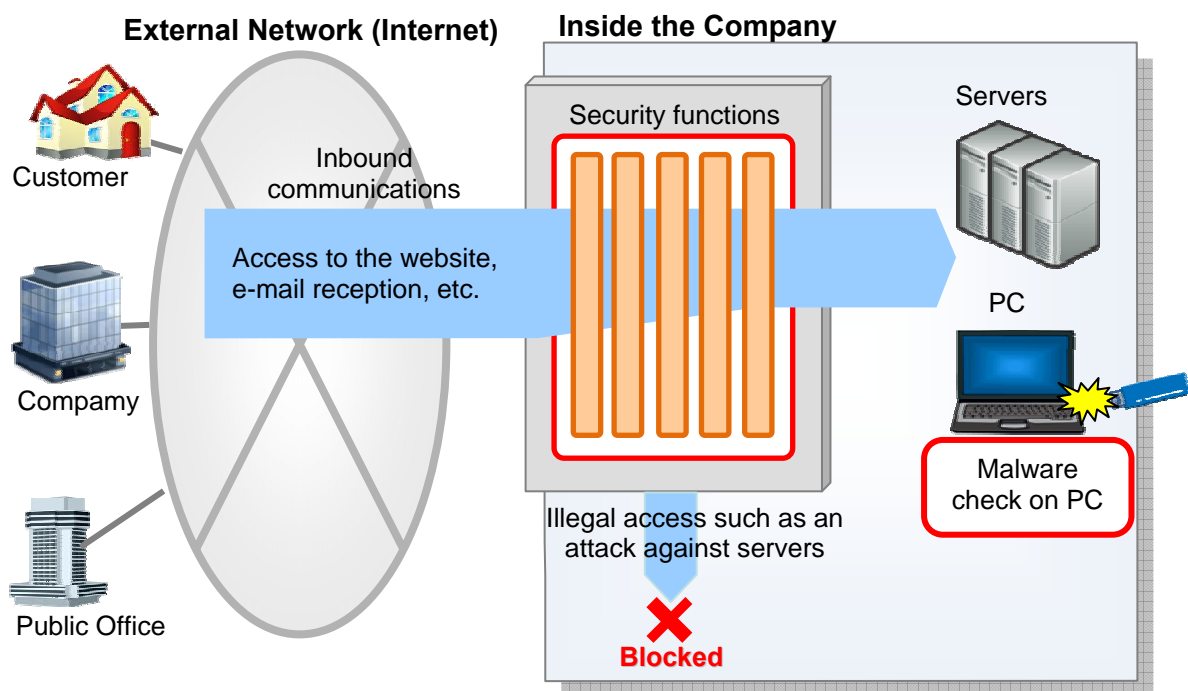 External Network (Internet)
Inside the Company
Customer
Compamy
Public Office
Inbound
communications
Access to the website,
e-mail reception, etc.
Security functions
Illegal access such as an
attack against servers
Blocked
Servers
PC
Malware
check on PC